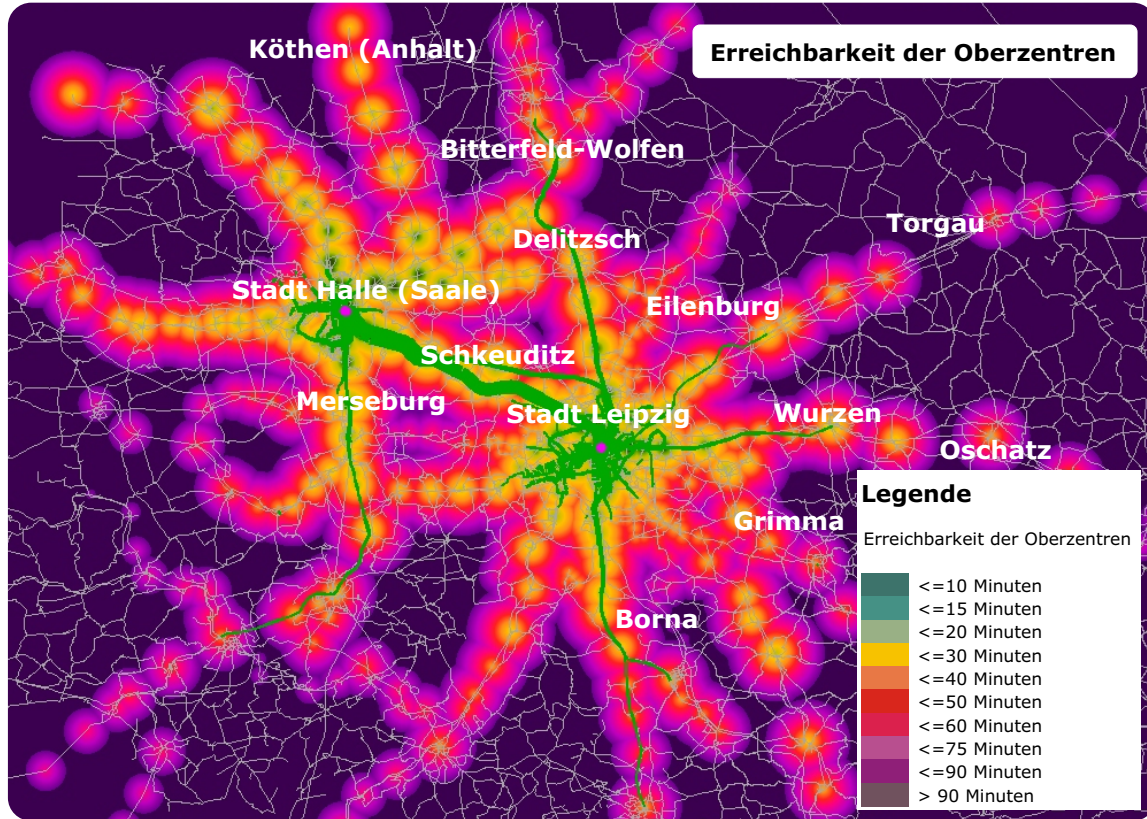 Köthen (Anhalt)
Erreichbarkeit der Oberzentren
Bitterfeld-Wolfen
Torgau
Delitzsch
Stadt Halle (Saale)
Eilenburg
Schkeuditz
Merseburg
Stadt Leipzig
Wurzen
Oschatz
Grimma
Borna
Legende
Erreichbarkeit der Oberzentren
<=10 Minuten
<=15 Minuten
<=20 Minuten
<=30 Minuten
<=40 Minuten
<=50 Minuten
<=60 Minuten
<=75 Minuten
<=90 Minuten
> 90 Minuten